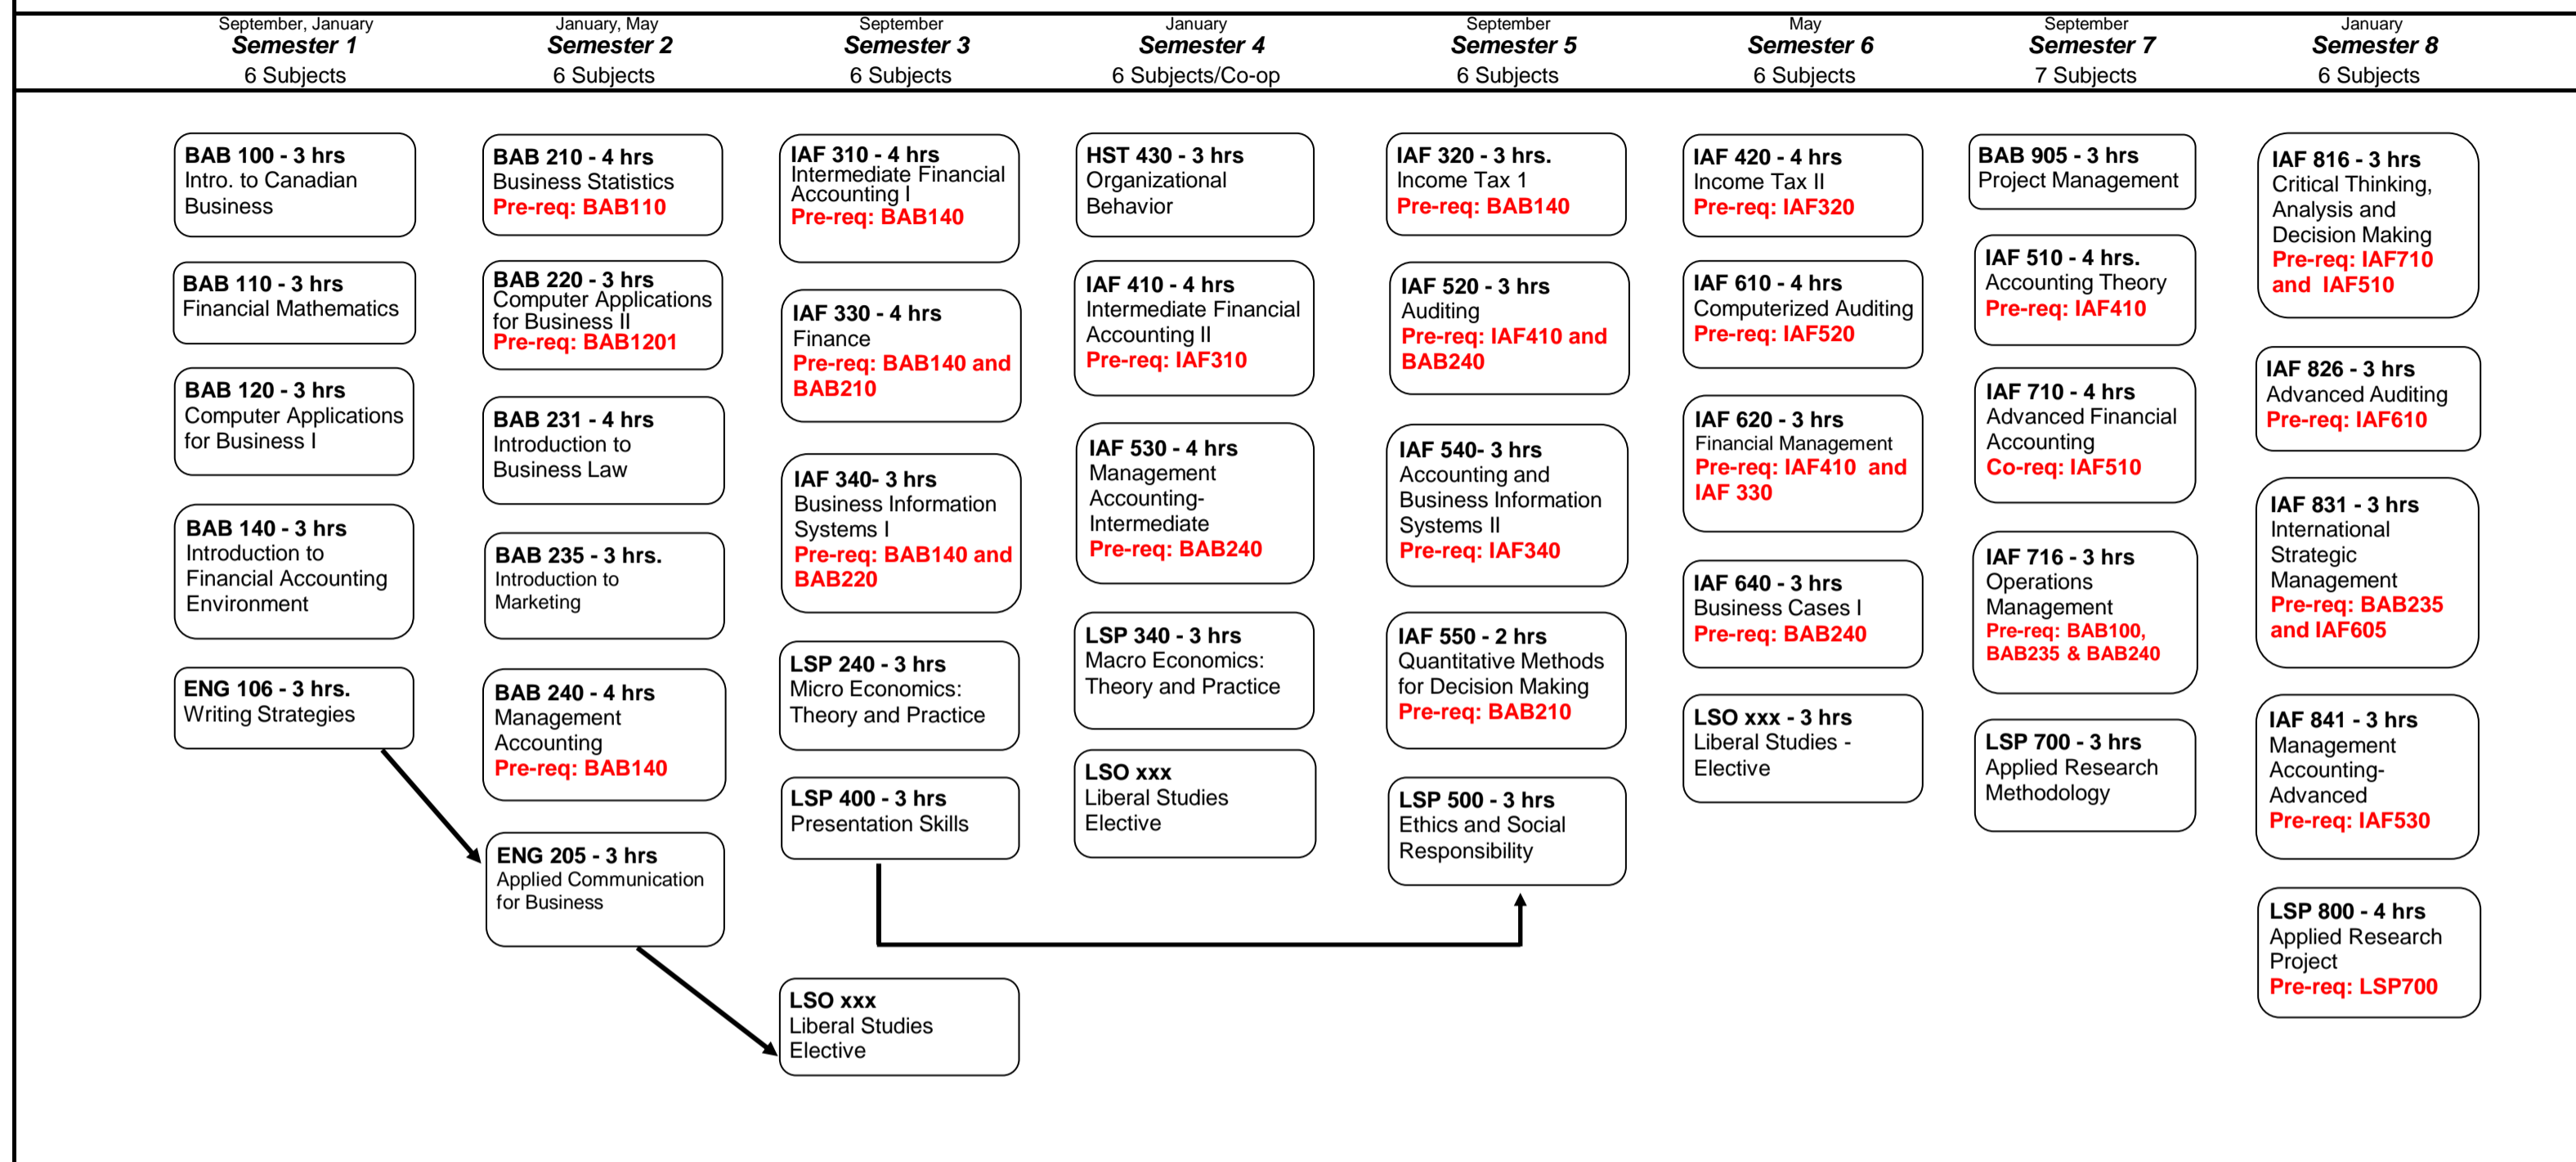 September, January
Semester 1
6 Subjects
January, May
Semester 2
6 Subjects
September
Semester 3
6 Subjects
January
Semester 4
6 Subjects/Co-op
September
Semester 5
6 Subjects
May
Semester 6
6 Subjects
September
Semester 7
7 Subjects
January
Semester 8
6 Subjects
BAB 100 - 3 hrs
Intro. to Canadian
Business
BAB 110 - 3 hrs
Financial Mathematics
BAB 120 - 3 hrs
Computer Applications
for Business I
BAB 140 - 3 hrs
Introduction to
Financial Accounting
Environment
ENG 106 - 3 hrs.
Writing Strategies
BAB 210 - 4 hrs
Business Statistics
Pre-req: BAB110
BAB 220 - 3 hrs
Computer Applications
for Business II
Pre-req: BAB1201
BAB 231 - 4 hrs
Introduction to
Business Law
BAB 235 - 3 hrs.
Introduction to
Marketing
BAB 240 - 4 hrs
Management
Accounting
Pre-req: BAB140
ENG 205 - 3 hrs
Applied Communication
for Business
IAF 310 - 4 hrs
Intermediate Financial
Accounting I
Pre-req: BAB140
IAF 330 - 4 hrs
Finance
Pre-req: BAB140 and
BAB210
IAF 340- 3 hrs
Business Information
Systems I
Pre-req: BAB140 and
BAB220
LSP 240 - 3 hrs
Micro Economics:
Theory and Practice
LSP 400 - 3 hrs
Presentation Skills
LSO xxx
Liberal Studies
Elective
HST 430 - 3 hrs
Organizational
Behavior
IAF 410 - 4 hrs
Intermediate Financial
Accounting II
Pre-req: IAF310
IAF 530 - 4 hrs
Management
Accounting-
Intermediate
Pre-req: BAB240
LSP 340 - 3 hrs
Macro Economics:
Theory and Practice
LSO xxx
Liberal Studies
Elective
IAF 320 - 3 hrs.
Income Tax 1
Pre-req: BAB140
IAF 520 - 3 hrs
Auditing
Pre-req: IAF410 and
BAB240
IAF 540- 3 hrs
Accounting and
Business Information
Systems II
Pre-req: IAF340
IAF 550 - 2 hrs
Quantitative Methods
for Decision Making
Pre-req: BAB210
LSP 500 - 3 hrs
Ethics and Social
Responsibility
IAF 420 - 4 hrs
Income Tax II
Pre-req: IAF320
IAF 610 - 4 hrs
Computerized Auditing
Pre-req: IAF520
IAF 620 - 3 hrs
Financial Management
Pre-req: IAF410 and
IAF 330
IAF 640 - 3 hrs
Business Cases I
Pre-req: BAB240
LSO xxx - 3 hrs
Liberal Studies -
Elective
BAB 905 - 3 hrs
Project Management
IAF 510 - 4 hrs.
Accounting Theory
Pre-req: IAF410
IAF 710 - 4 hrs
Advanced Financial
Accounting
Co-req: IAF510
IAF 716 - 3 hrs
Operations
Management
Pre-req: BAB100,
BAB235 & BAB240
LSP 700 - 3 hrs
Applied Research
Methodology
IAF 816 - 3 hrs
Critical Thinking,
Analysis and
Decision Making
Pre-req: IAF710
and IAF510
IAF 826 - 3 hrs
Advanced Auditing
Pre-req: IAF610
IAF 831 - 3 hrs
International
Strategic
Management
Pre-req: BAB235
and IAF605
IAF 841 - 3 hrs
Management
Accounting-
Advanced
Pre-req: IAF530
LSP 800 - 4 hrs
Applied Research
Project
Pre-req: LSP700